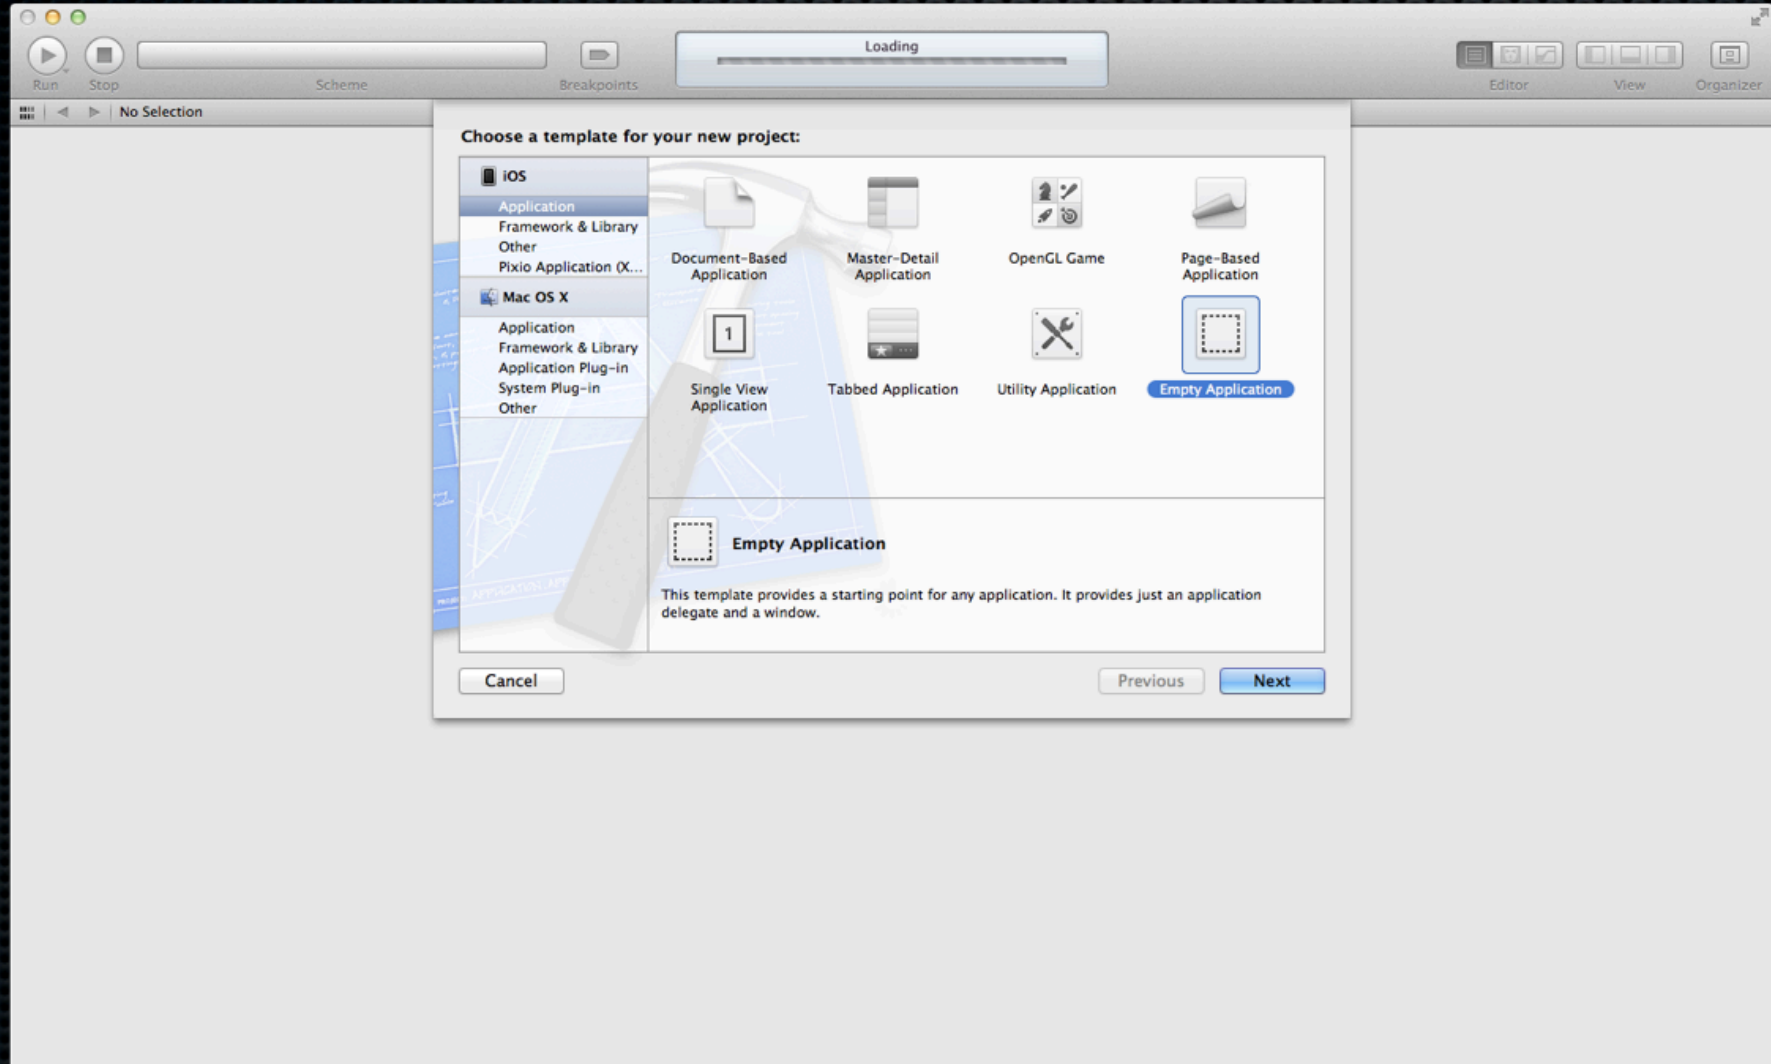 Loading
Run
Stop
Scheme
Breakpoints
Editor
View
Organizer
No Selection
Choose a template for your new project:
iOS
Application
Framework & Library
Other
Pixio Application (X...
Mac OS X
Application
Framework & Library
Application Plug-in
System Plug-in
Other
Document-Based
Application
Master-Detail
Application
OpenGL Game
Page-Based
Application
1
Single View
Application
Tabbed Application
Utility Application
Empty Application
Empty Application
This template provides a starting point for any application. It provides just an application
delegate and a window.
Cancel
Previous
Next